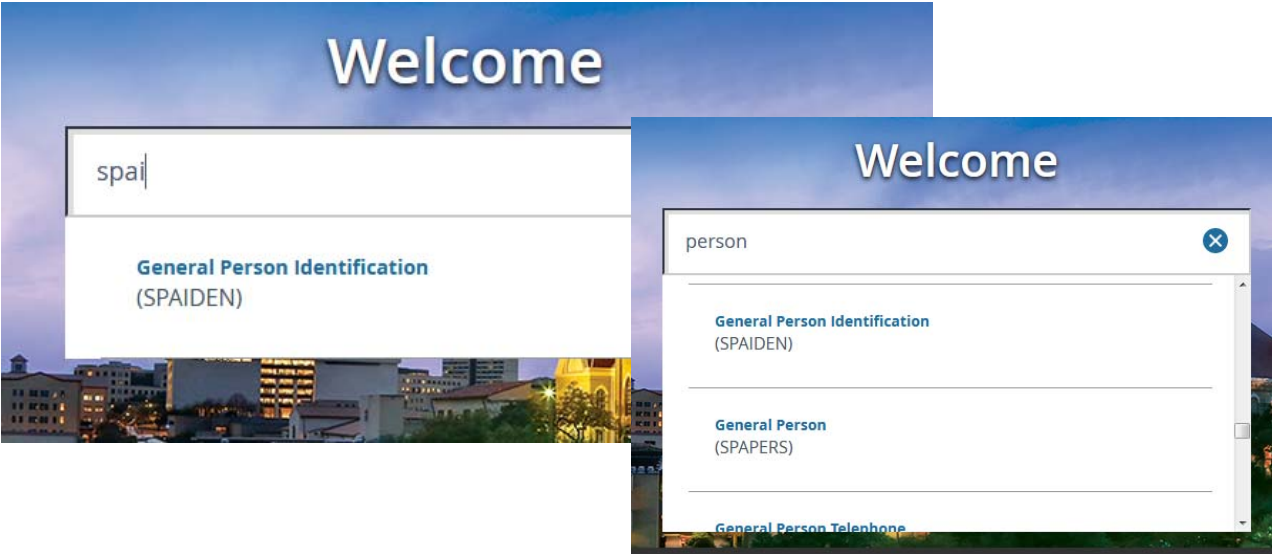 Welcome
spai
General Person Identification
(SPAIDEN)
Welcome
person
General Person Identification
(SPAIDEN)
General Person
(SPAPERS)
General Person Telephone